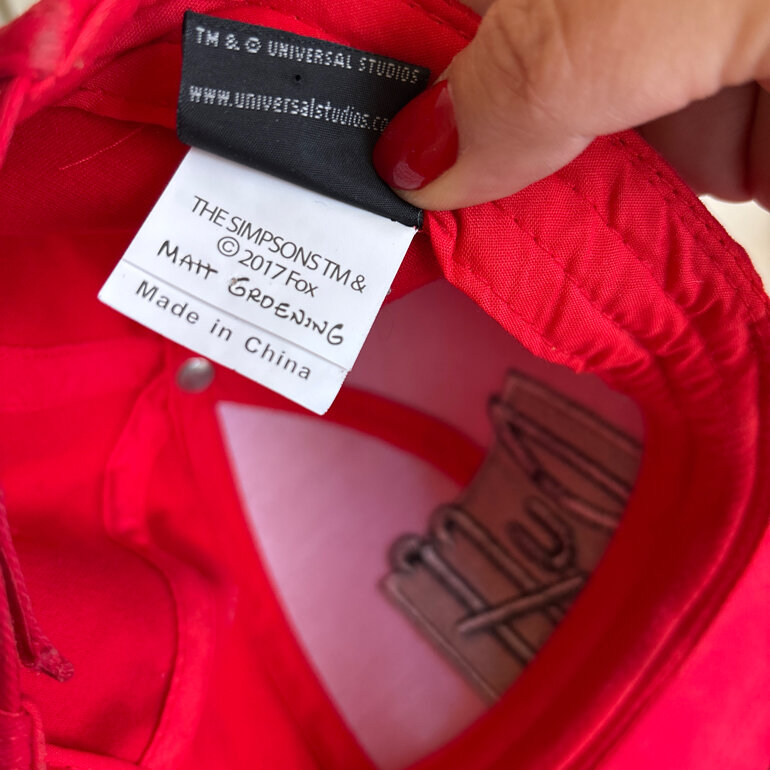 TM & © UNIVERSAL STUDIOS
www.universalstudios.co
THE SIMPSONS TM &
© 2017 Fox
MATT GROENING
Made in China